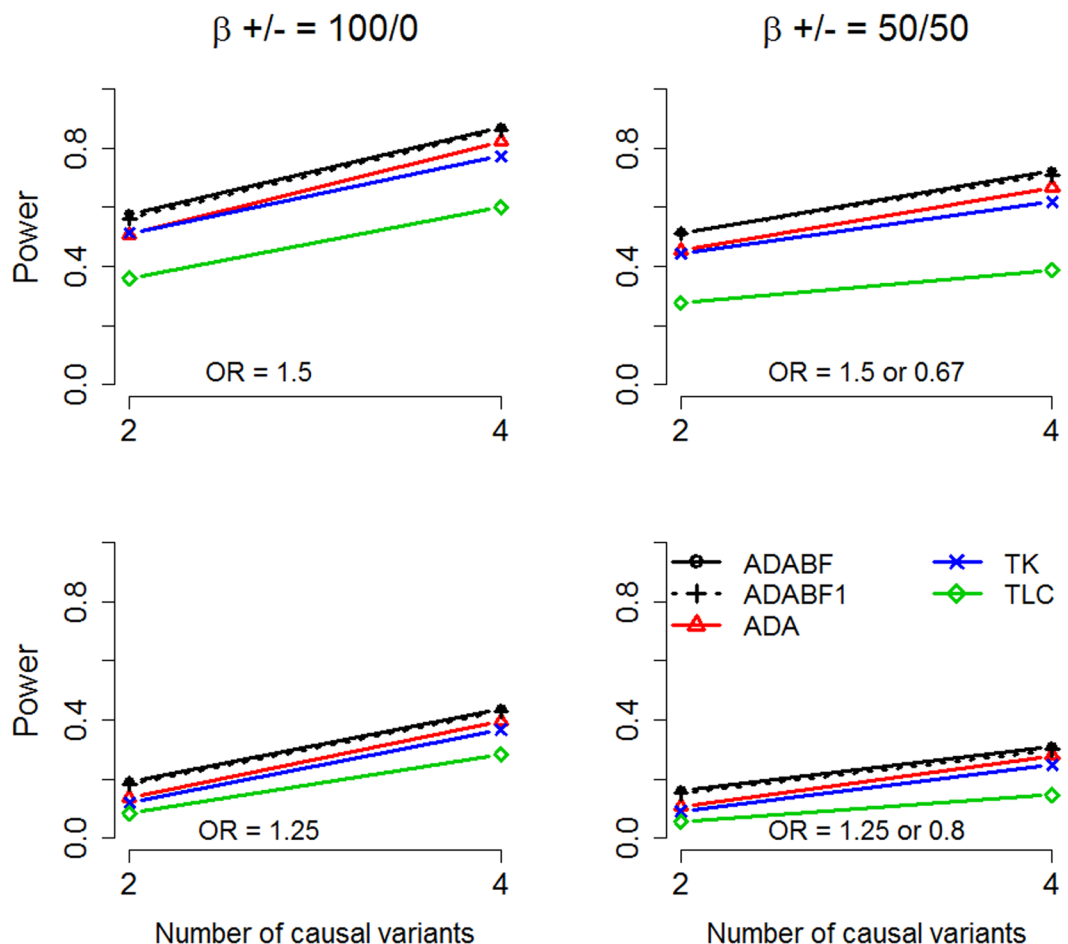 β +/- = 100/0
β +/- = 50/50
Power
0.8
0.4
0.0
OR = 1.5
2
4
0.8
0.4
0.0
OR = 1.5 or 0.67
2
4
Power
0.8
0.4
0.0
OR = 1.25
2
4
Number of causal variants
0.8
0.4
0.0
ADABF
ADABF1
ADA
TK
TLC
OR = 1.25 or 0.8
2
4
Number of causal variants